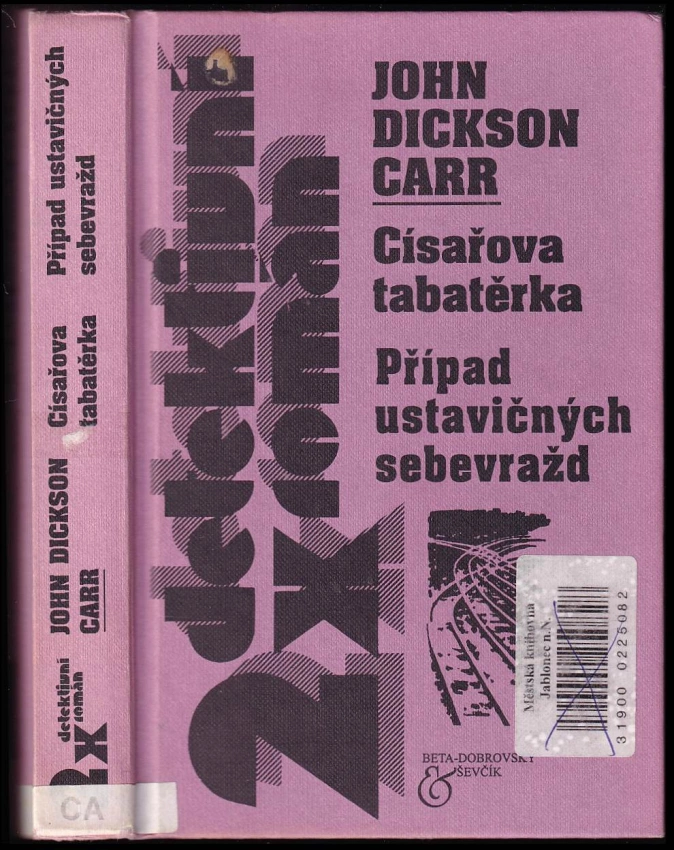 Případ ustavičných
sebevražd
Císařova
tabatěrka
JOHN DICKSON
CARR
2x
detektivní
román
CA
2x
detektivní
román
JOHN
DICKSON
CARR
Císařova
tabatěrka
Případ
ustavičných
sebevražd
Městská knihovna
Jablonec n.N.
31900 0225082
BETA-DOBROVSKÝ
& ŠEVČÍK